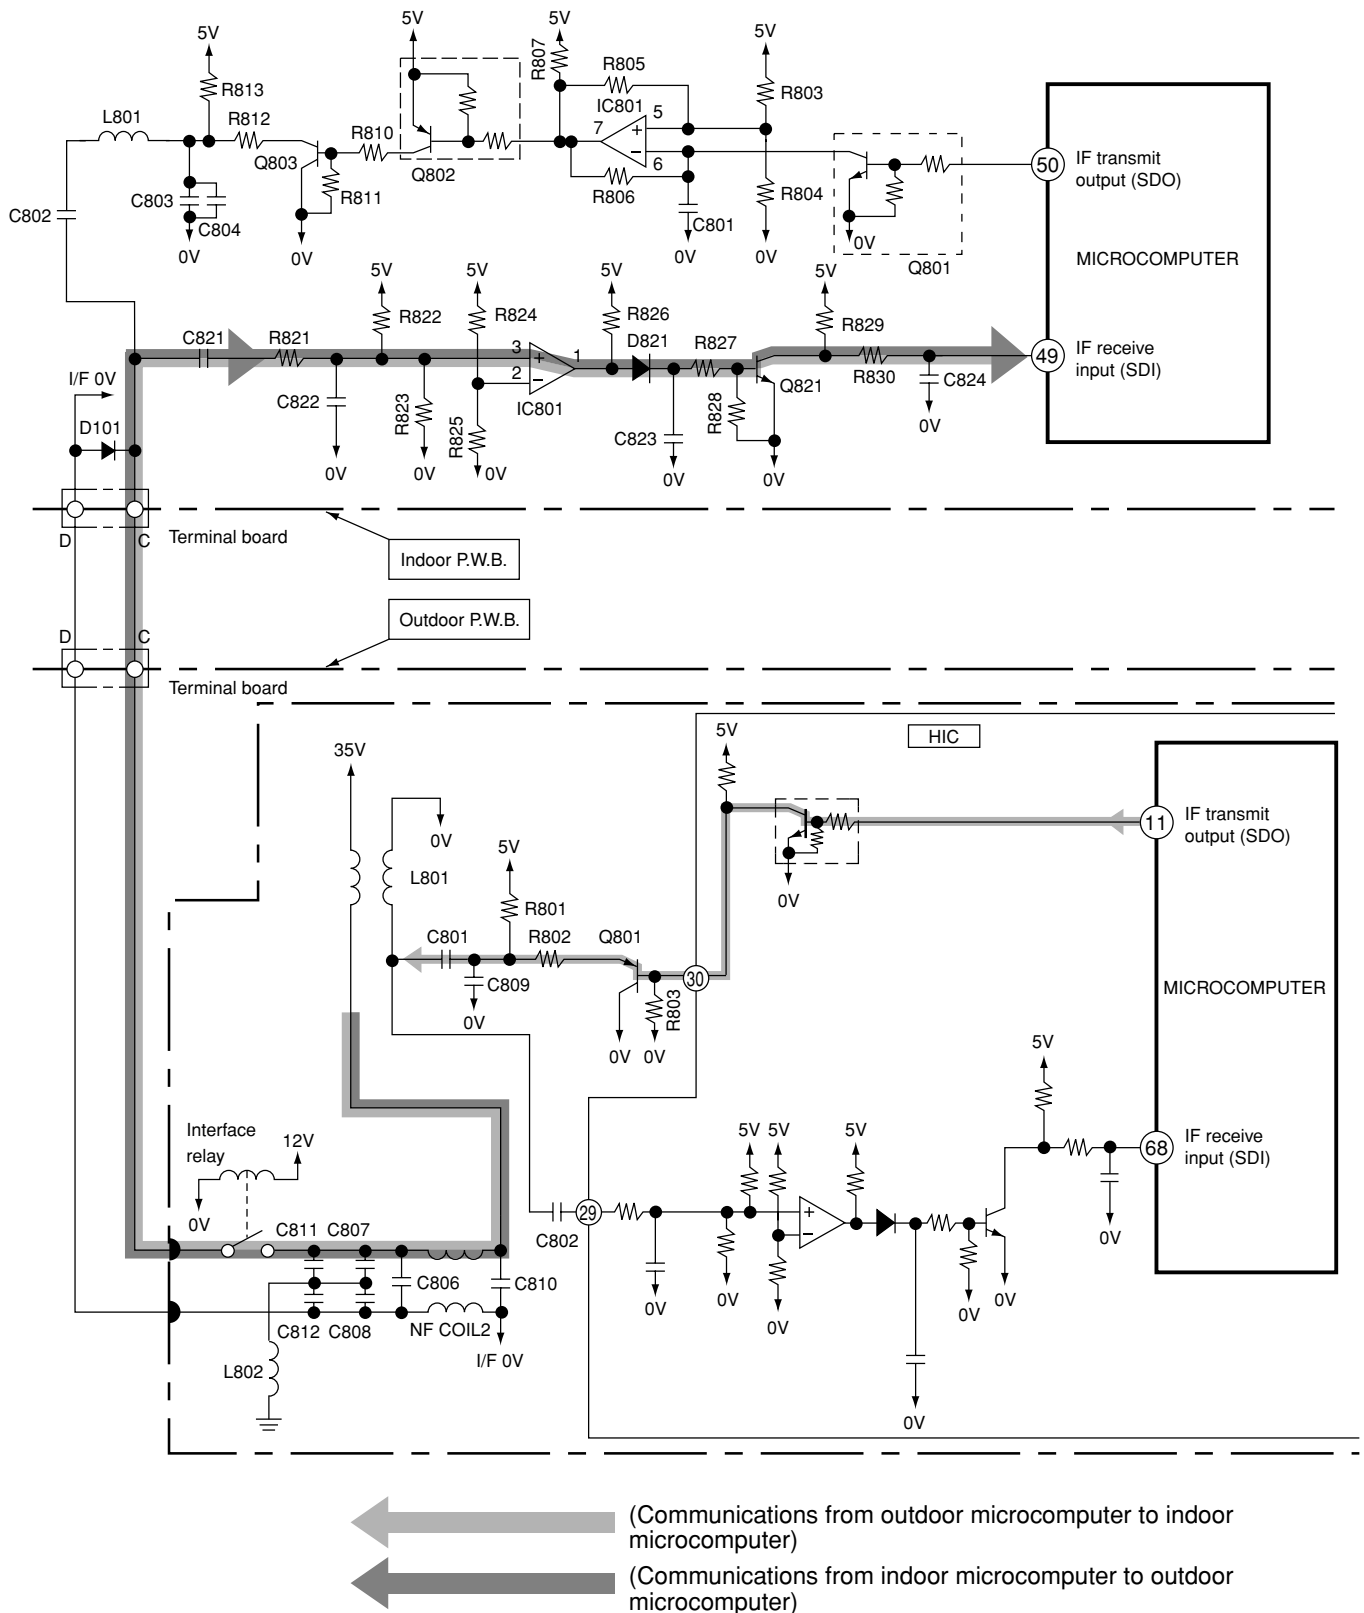 5V
5V
5V
5V
R807
R805
R813
R803
IC801
L801
R812
R810
7
5
6
Q803
Q802
50
IF transmit
output (SDO)
R811
R806
R804
C803
C804
C802
C801
0V
0V
0V
0V
0V
Q801
MICROCOMPUTER
5V
5V
5V
5V
R822
R824
R826
R829
C821
R821
3
1
D821
R827
2
49
IF receive
input (SDI)
Q821
R830
C824
I/F 0V
C822
R823
R825
IC801
R828
D101
C823
0V
0V
0V
0V
0V
0V
0V
D
C
Terminal board
Indoor P.W.B.
Outdoor P.W.B.
D
C
Terminal board
5V
HIC
35V
0V
11
IF transmit
output (SDO)
5V
L801
0V
R801
C801
R802
Q801
30
C809
R803
MICROCOMPUTER
0V
0V
0V
5V
Interface
relay
12V
5V
5V
5V
68
IF receive
input (SDI)
0V
C811
C807
29
C802
0V
C806
C810
0V
0V
0V
0V
0V
C812
C808
NF COIL2
I/F 0V
L802
0V
(Communications from outdoor microcomputer to indoor
microcomputer)
(Communications from indoor microcomputer to outdoor
microcomputer)